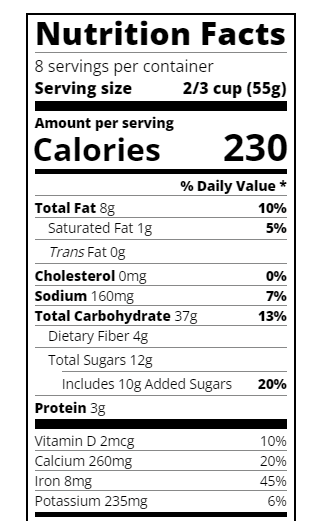 Nutrition Facts
8 servings per container
Serving size 2/3 cup (55g)
Amount per serving
Calories 230
% Daily Value *
Total Fat 8g 10%
Saturated Fat 1g 5%
Trans Fat 0g
Cholesterol 0mg 0%
Sodium 160mg 7%
Total Carbohydrate 37g 13%
Dietary Fiber 4g
Total Sugars 12g
Includes 10g Added Sugars 20%
Protein 3g
Vitamin D 2mcg 10%
Calcium 260mg 20%
Iron 8mg 45%
Potassium 235mg 6%